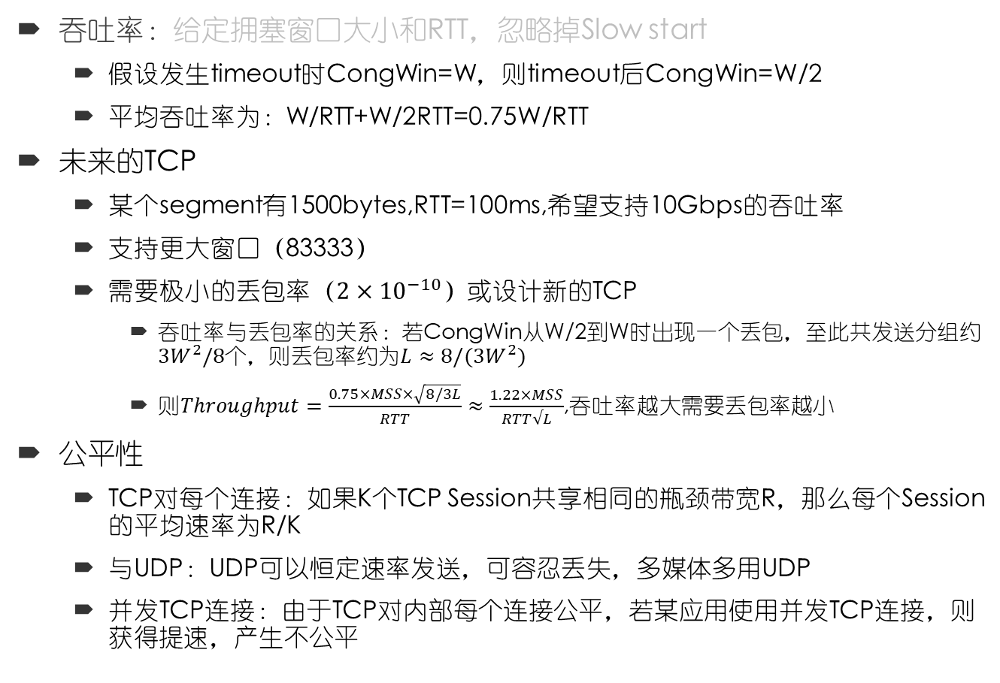 吞吐率：给定拥塞窗口大小和RTT，忽略掉Slow start
假设发生timeout时CongWin=W，则timeout后CongWin=W/2
平均吞吐率为：W/RTT+W/2RTT=0.75W/RTT
未来的TCP
某个segment有1500bytes,RTT=100ms,希望支持10Gbps的吞吐率
支持更大窗口（83333）
需要极小的丢包率（2 × 10⁻¹⁰）或设计新的TCP
吞吐率与丢包率的关系：若CongWin从W/2到W时出现一个丢包，至此共发送分组约
3W²/8个，则丢包率约为L ≈ 8/(3W²)
则Throughput = 0.75×MSS×√8/3L / RTT ≈ 1.22×MSS / RTT√L ,吞吐率越大需要丢包率越小
公平性
TCP对每个连接：如果K个TCP Session共享相同的瓶颈带宽R，那么每个Session
的平均速率为R/K
与UDP：UDP可以恒定速率发送，可容忍丢失，多媒体多用UDP
并发TCP连接：由于TCP对内部每个连接公平，若某应用使用并发TCP连接，则
获得提速，产生不公平